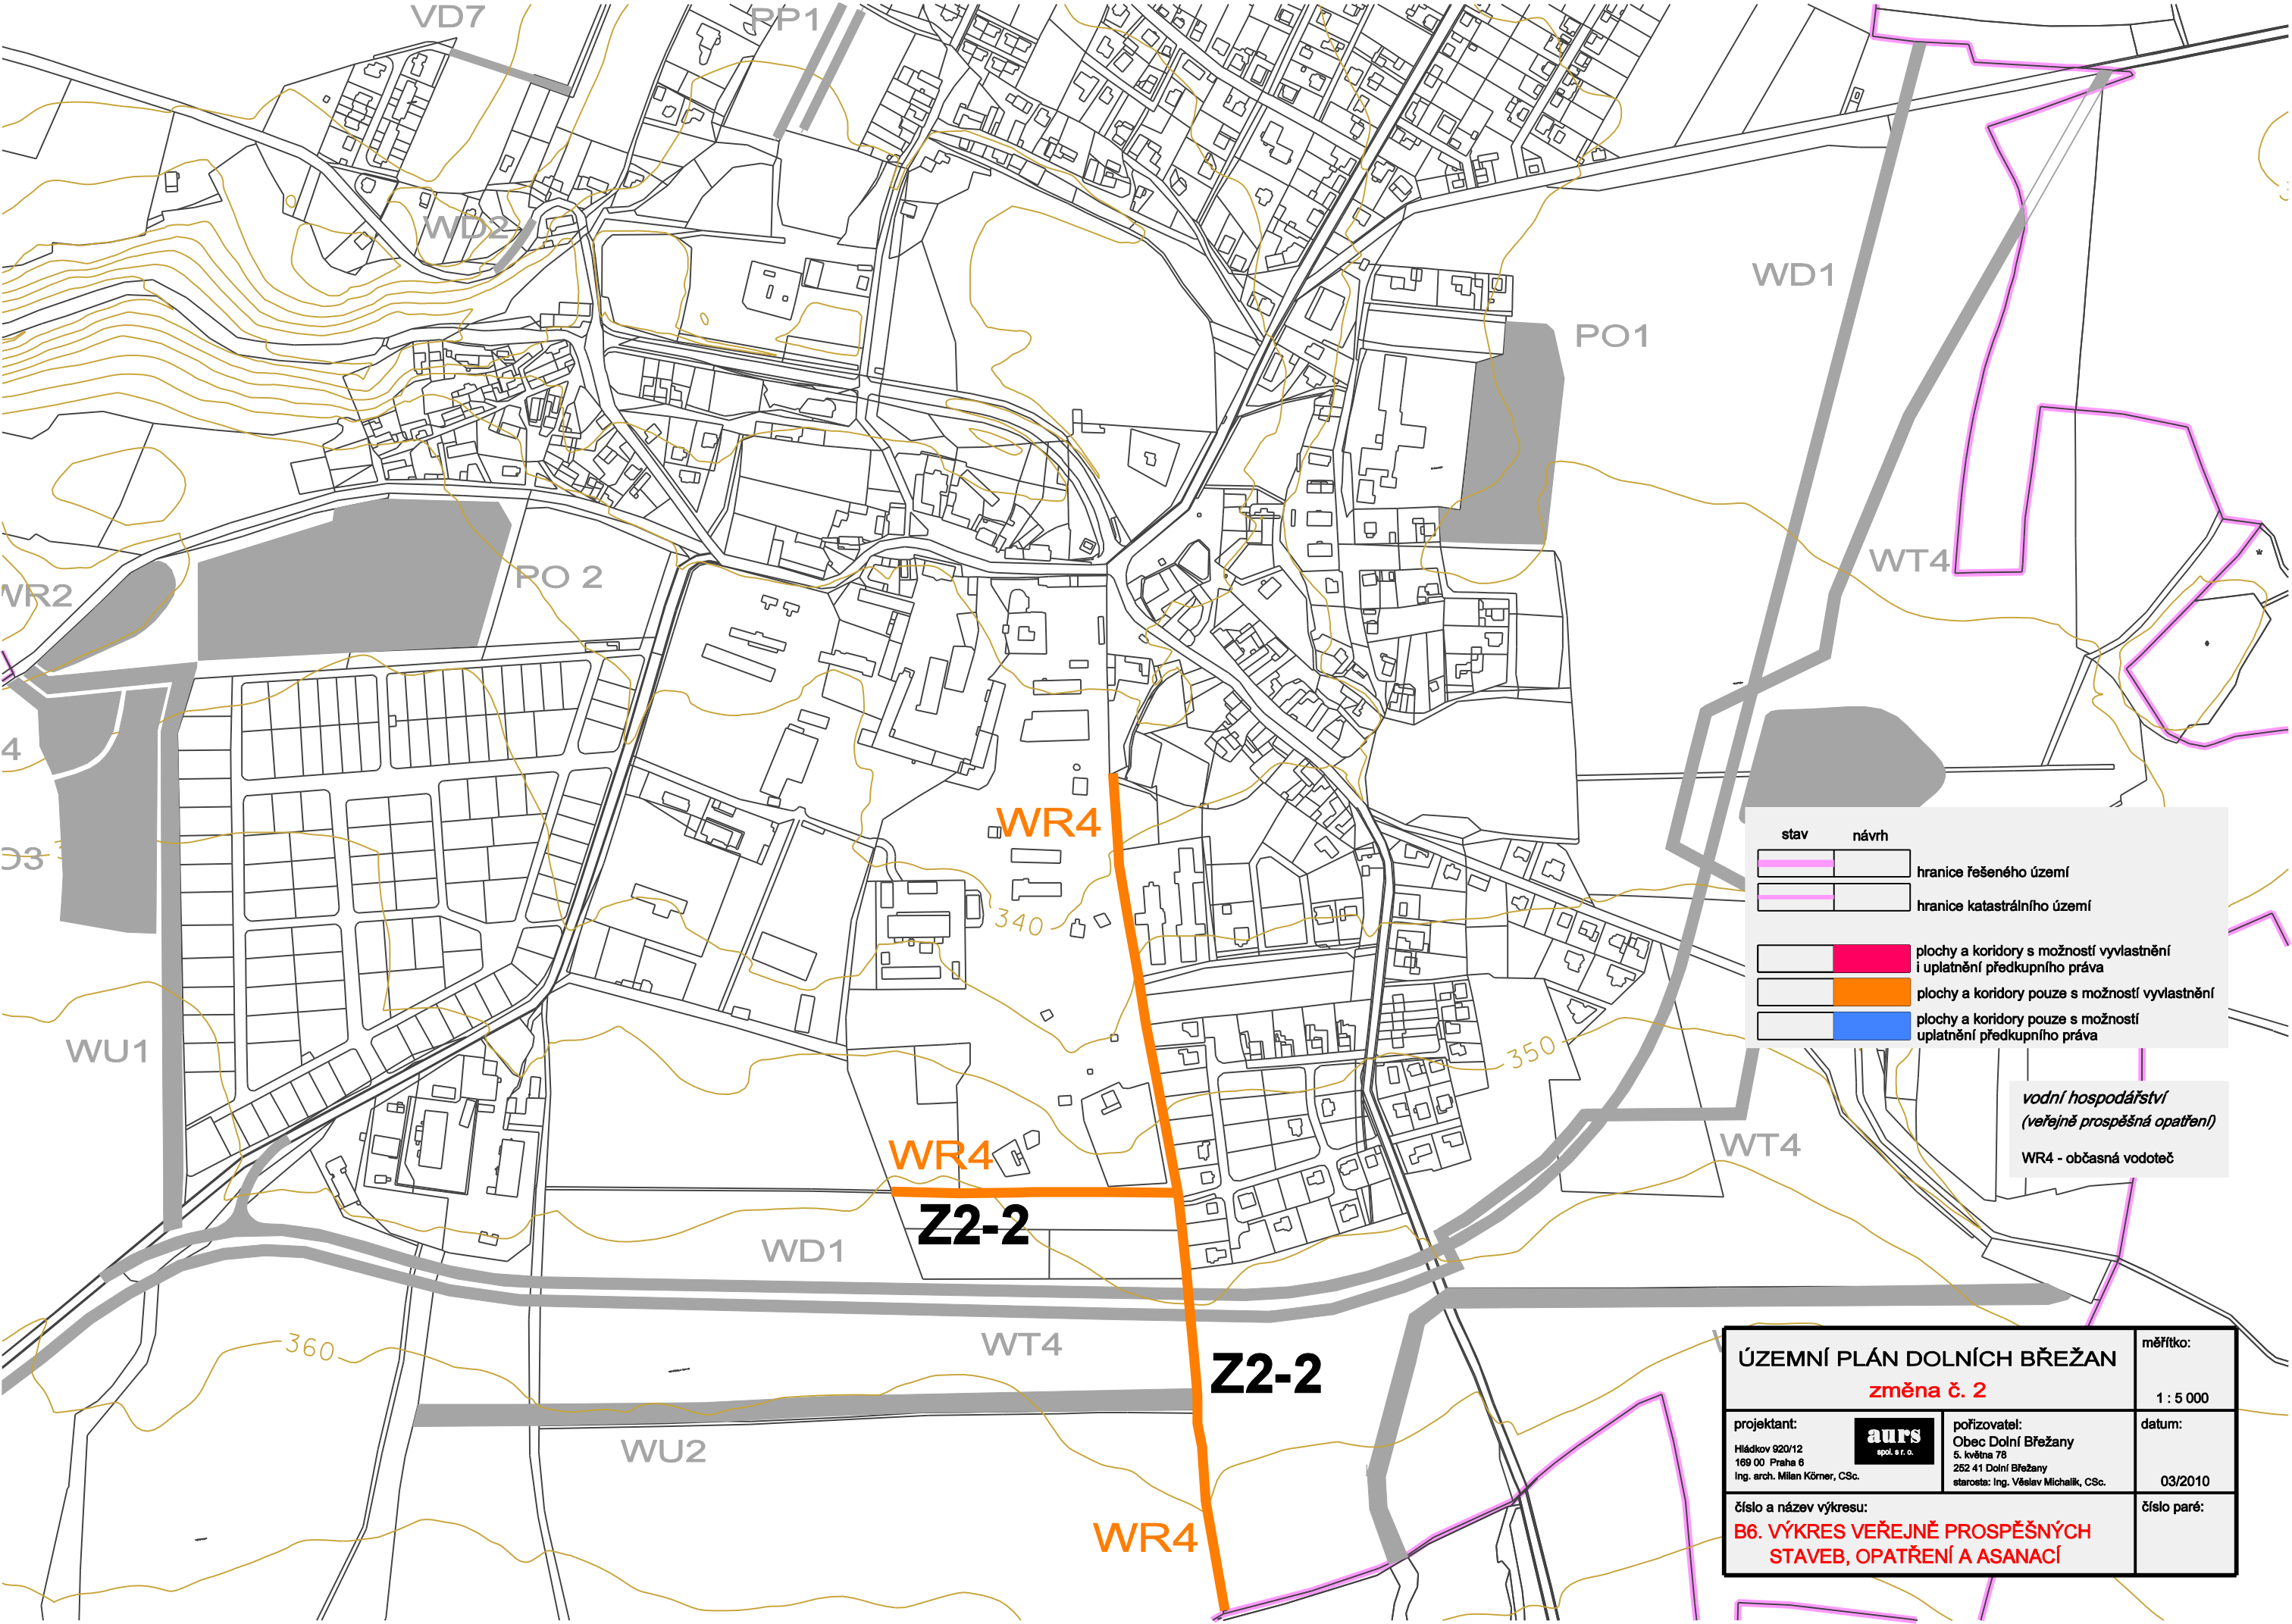 VD7
PP1
WD2
WD1
PO1
WT4
PO 2
WR2
4
WR4
340
WU1
350
WT4
WR4
Z2-2
WD1
360
WT4
Z2-2
WU2
WR4
stav
návrh
hranice řešeného území
hranice katastrálního území
plochy a koridory s možností vyvlastnění
i uplatnění předkupního práva
plochy a koridory pouze s možností vyvlastnění
plochy a koridory pouze s možností
uplatnění předkupního práva
vodní hospodářství
(veřejně prospěšná opatření)
WR4 - občasná vodoteč
ÚZEMNÍ PLÁN DOLNÍCH BŘEŽAN
změna č. 2
měřítko:
1 : 5 000
projektant:
Hládkov 920/12
169 00 Praha 6
Ing. arch. Milan Körner, CSc.
aurs
spol. s r. o.
pořizovatel:
Obec Dolní Břežany
5. května 78
252 41 Dolní Břežany
starosta: Ing. Věslav Michalik, CSc.
datum:
03/2010
číslo a název výkresu:
B6. VÝKRES VEŘEJNĚ PROSPĚŠNÝCH
STAVEB, OPATŘENÍ A ASANACÍ
číslo paré: